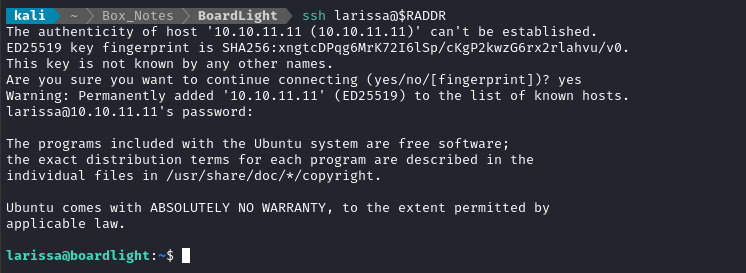 kali ~ Box_Notes BoardLight ssh larissa@$RADDR
The authenticity of host '10.10.11.11 (10.10.11.11)' can't be established.
ED25519 key fingerprint is SHA256:xngtcDPqg6MrK72I6lSp/cKgP2kwzG6rx2rlahvu/v0.
This key is not known by any other names.
Are you sure you want to continue connecting (yes/no/[fingerprint])? yes
Warning: Permanently added '10.10.11.11' (ED25519) to the list of known hosts.
larissa@10.10.11.11's password:
The programs included with the Ubuntu system are free software;
the exact distribution terms for each program are described in the
individual files in /usr/share/doc/*/copyright.
Ubuntu comes with ABSOLUTELY NO WARRANTY, to the extent permitted by
applicable law.
larissa@boardlight:~$